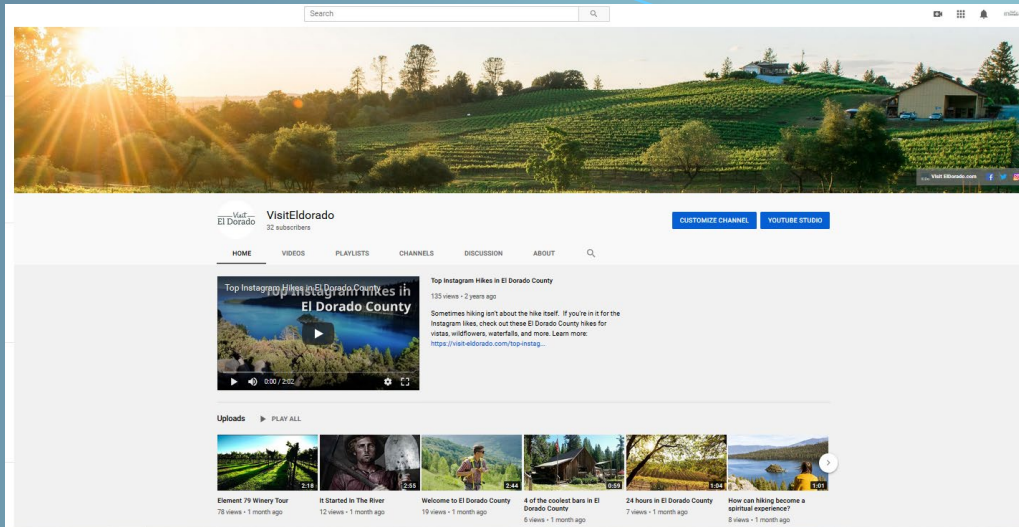 Search
Visit ElDorado.com
Visit
El Dorado
VisitEldorado
32 subscribers
CUSTOMIZE CHANNEL
YOUTUBE STUDIO
HOME
VIDEOS
PLAYLISTS
CHANNELS
DISCUSSION
ABOUT
Top Instagram Hikes in El Dorado County
Top Instagram Hikes in
El Dorado County
0:00 / 2:02
Top Instagram Hikes in El Dorado County
135 views • 2 years ago
Sometimes hiking isn't about the hike itself. If you're in it for the
Instagram likes, check out these El Dorado County hikes for
vistas, wildflowers, waterfalls, and more. Learn more:
https://visit-eldorado.com/top-instag...
Uploads
PLAY ALL
2:18
2:55
2:44
0:59
1:04
1:01
Element 79 Winery Tour
78 views • 1 month ago
It Started In The River
12 views • 1 month ago
Welcome to El Dorado County
19 views • 1 month ago
4 of the coolest bars in El
Dorado County
6 views • 1 month ago
24 hours in El Dorado County
7 views • 1 month ago
How can hiking become a
spiritual experience?
8 views • 1 month ago